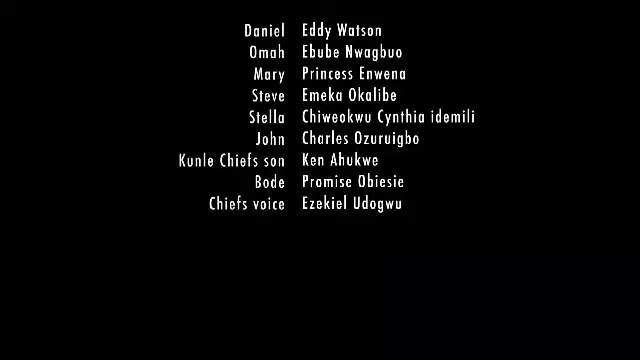 Daniel Eddy Watson
Omah Ebube Nwagbuo
Mary Princess Enwena
Steve Emeka Okalibe
Stella Chiweokwu Cynthia idemili
John Charles Ozuruigbo
Kunle Chiefs son Ken Ahukwe
Bode Promise Obiesie
Chiefs voice Ezekiel Udogwu